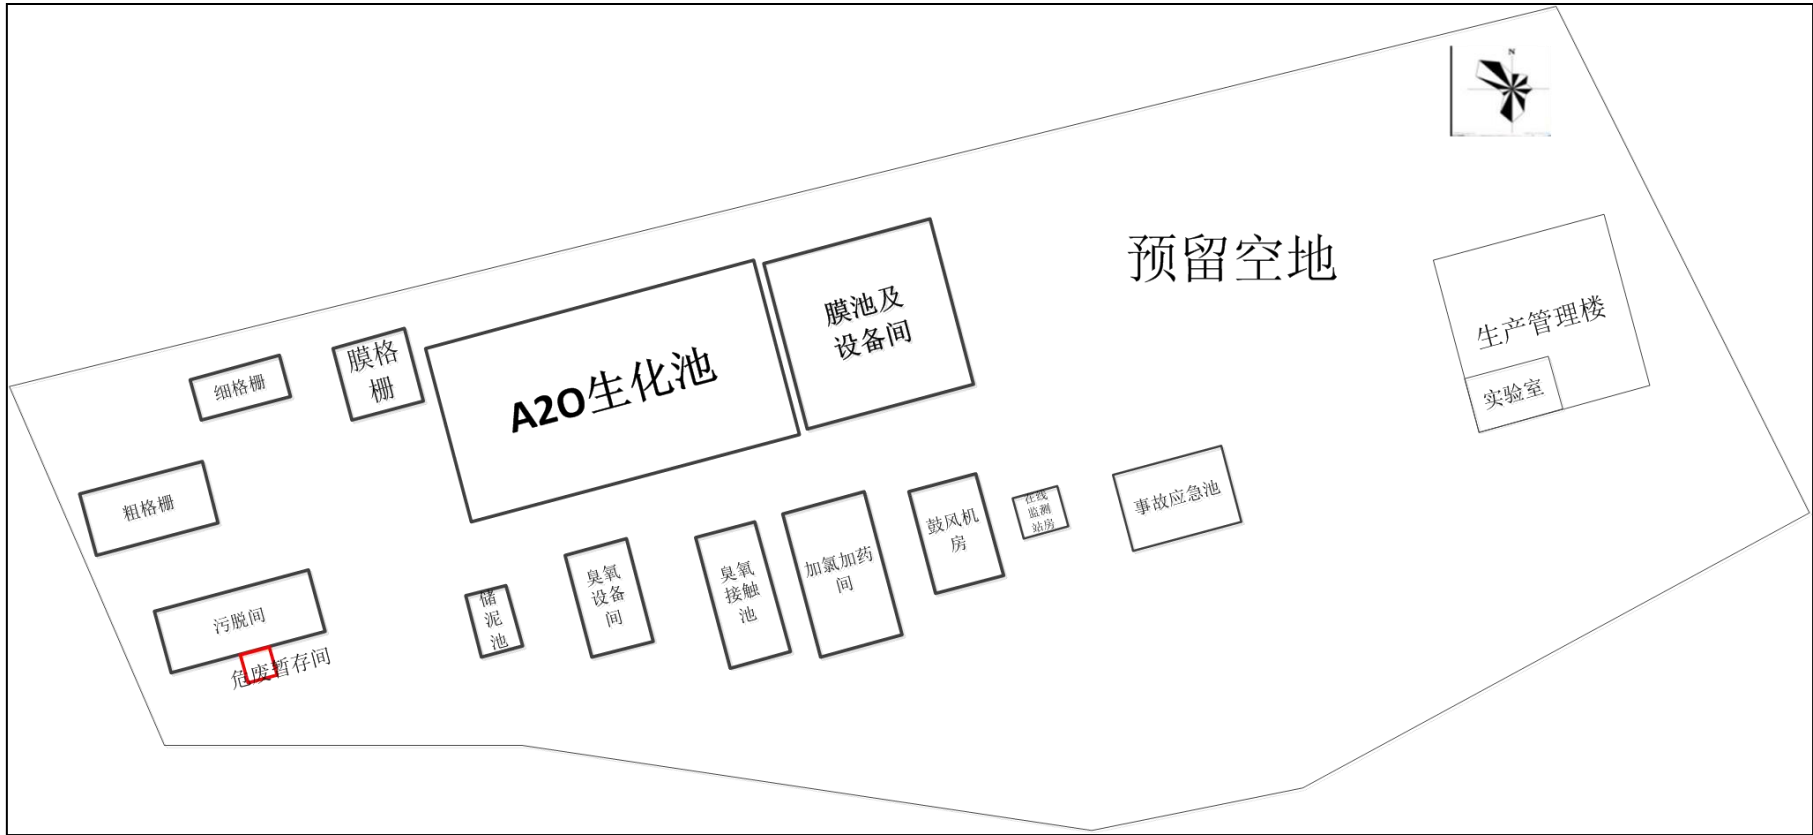 N
预留空地
膜池及
设备间
生产管理楼
膜格
栅
细格栅
A2O生化池
实验室
粗格栅
事故应急池
在线
监测
站房
鼓风机
房
加氯加药
间
臭氧
接触
池
臭氧
设备
间
储
泥
池
污脱间
危废暂存间